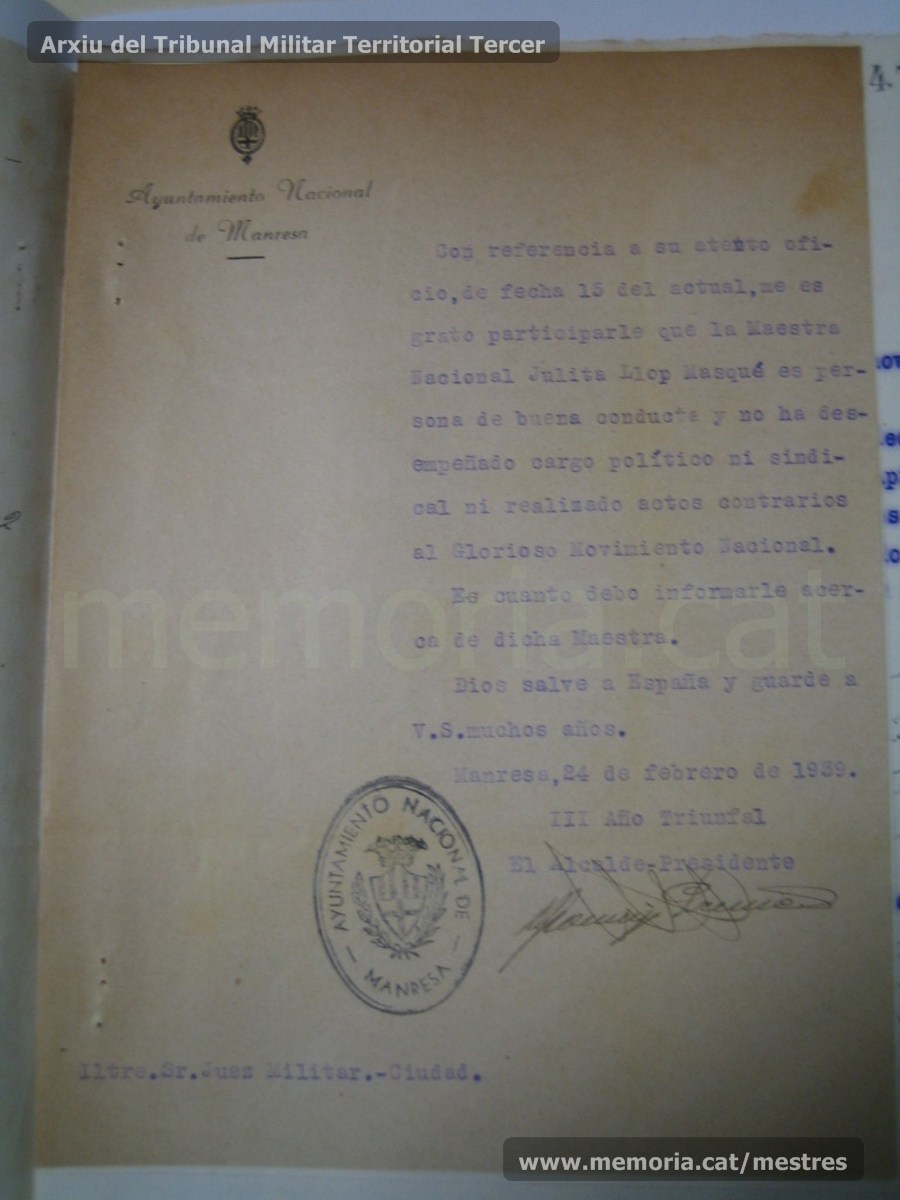 Arxiu del Tribunal Militar Territorial Tercer
4
Ayuntamiento Nacional
de Manresa
Con referencia a su atento ofi-
cio,de fecha 15 del actual,me es
grato participarle que la Maestra
Nacional Julita Llop Masqué es per-
sona de buena conducta y no ha des-
empeñado cargo político ni sindi-
cal ni realizado actos contrarios
al Glorioso Movimiento Nacional.
Es cuanto debo informarle acer-
ca de dicha Maestra.
memoria.cat
Dios salve a España y guarde a
V.S.muchos años.
Manresa,24 de febrero de 1939.
III Año Triunfal
El Alcalde-Presidente
AYUNTAMIENTO NACIONAL DE
— MANRESA —
Iltre.Sr.Juez Militar.-Ciudad.
www.memoria.cat/mestres